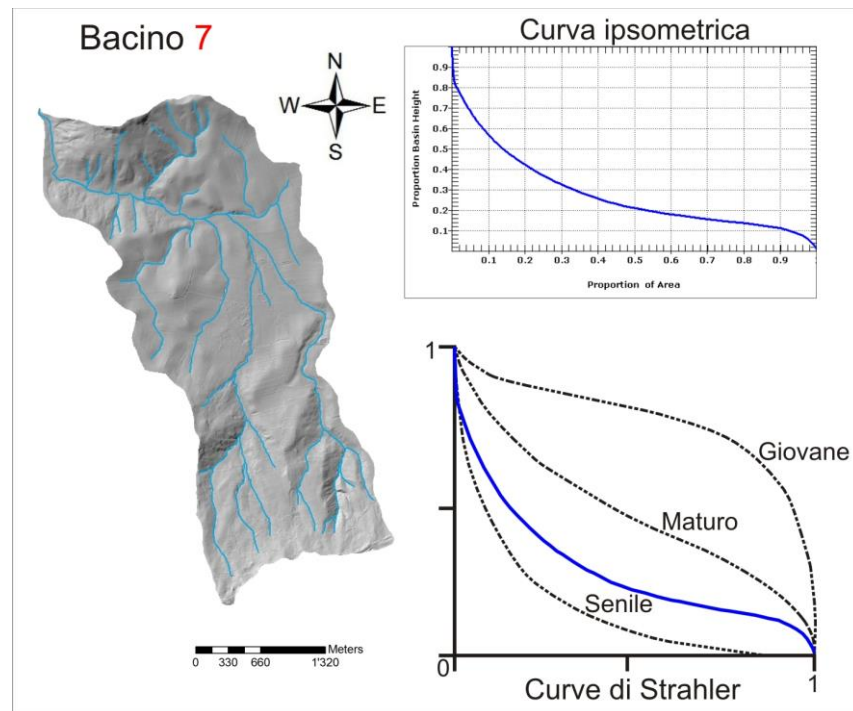 Bacino 7
N
W E
S
Meters
0 330 660 1'320
Curva ipsometrica
Proportion Basin Height
0.9
0.8
0.7
0.6
0.5
0.4
0.3
0.2
0.1
0.1 0.2 0.3 0.4 0.5 0.6 0.7 0.8 0.9
Proportion of Area
1
Giovane
Maturo
Senile
0
1
Curve di Strahler